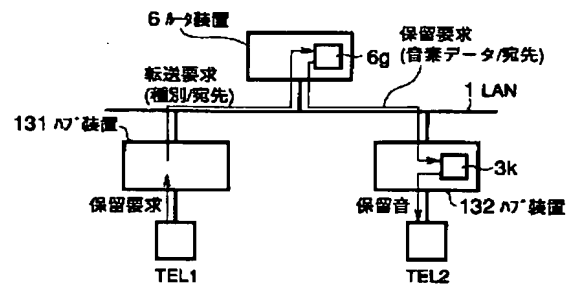 6 ルータ装置
6g
保留要求
(音素データ/宛先)
転送要求
(種別/宛先)
1 LAN
131 ハブ装置
3k
保留要求
保留音
132 ハブ装置
TEL1
TEL2